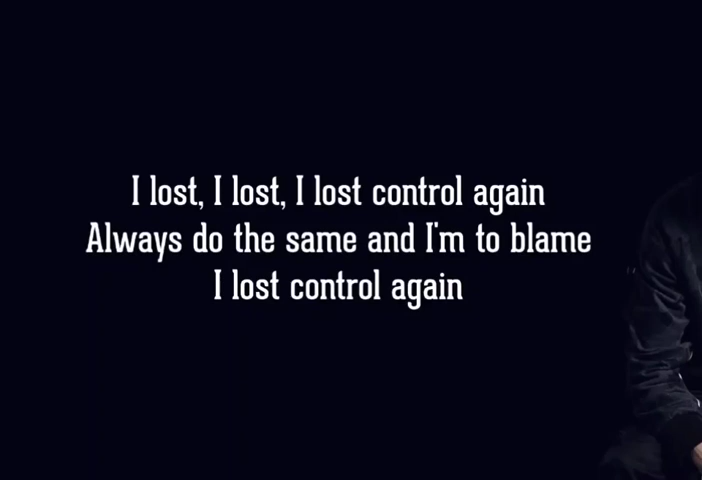 I lost, I lost, I lost control again
Always do the same and I'm to blame
I lost control again